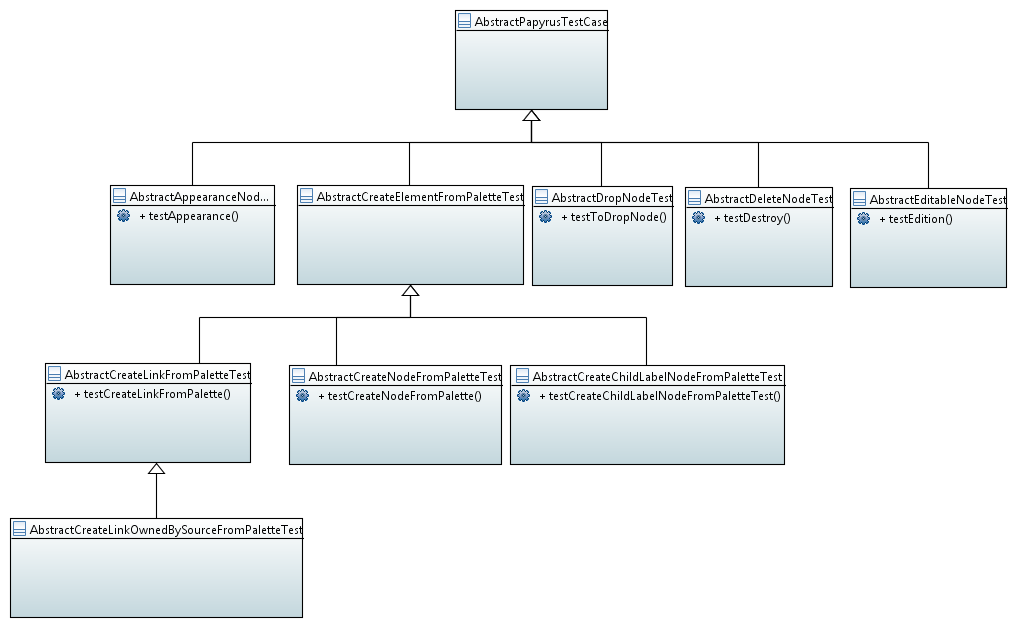 AbstractPapyrusTestCase
AbstractAppearanceNod...
+ testAppearance()
AbstractCreateElementFromPaletteTest
AbstractDropNodeTest
+ testToDropNode()
AbstractDeleteNodeTest
+ testDestroy()
AbstractEditableNodeTest
+ testEdition()
AbstractCreateLinkFromPaletteTest
+ testCreateLinkFromPalette()
AbstractCreateNodeFromPaletteTest
+ testCreateNodeFromPalette()
AbstractCreateChildLabelNodeFromPaletteTest
+ testCreateChildLabelNodeFromPaletteTest()
AbstractCreateLinkOwnedBySourceFromPaletteTest